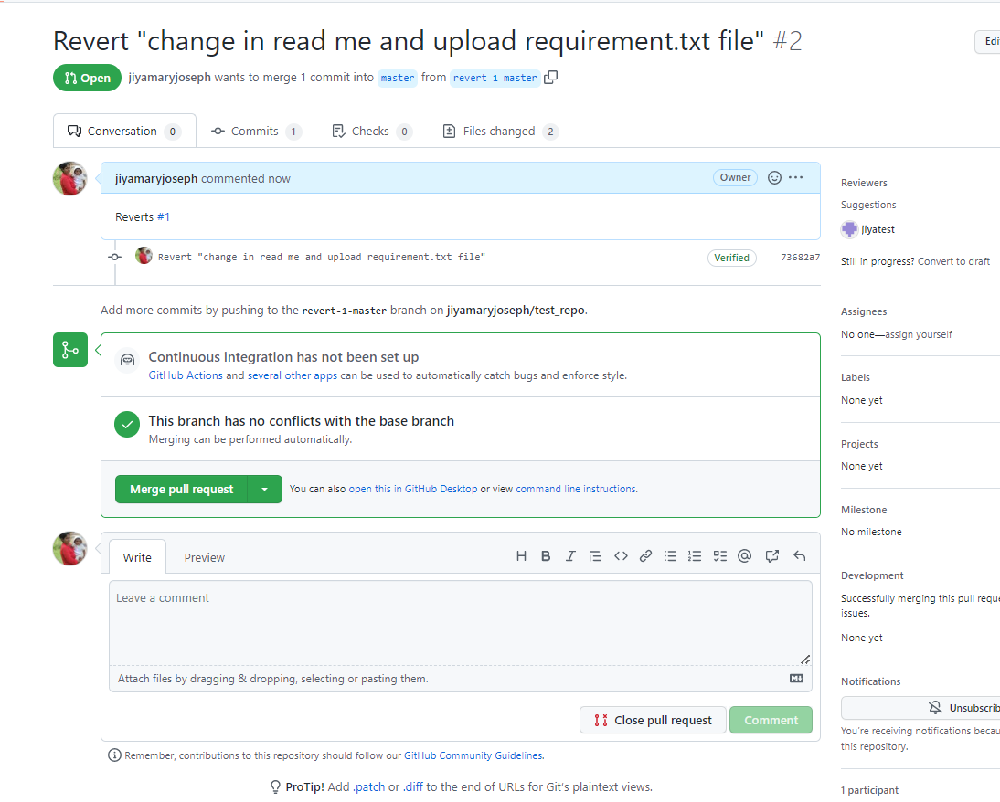 Revert "change in read me and upload requirement.txt file" #2
Edi
Open jiyamaryjoseph wants to merge 1 commit into master from revert-1-master
Conversation 0 Commits 1 Checks 0 Files changed 2
jiyamaryjoseph commented now Owner
Reverts #1
Revert "change in read me and upload requirement.txt file" Verified 73682a7
Add more commits by pushing to the revert-1-master branch on jiyamaryjoseph/test_repo.
Continuous integration has not been set up
GitHub Actions and several other apps can be used to automatically catch bugs and enforce style.
This branch has no conflicts with the base branch
Merging can be performed automatically.
Merge pull request You can also open this in GitHub Desktop or view command line instructions.
Write Preview
Leave a comment
Attach files by dragging & dropping, selecting or pasting them.
Close pull request Comment
Remember, contributions to this repository should follow our GitHub Community Guidelines.
ProTip! Add .patch or .diff to the end of URLs for Git's plaintext views.
Reviewers
Suggestions
jiyatest
Still in progress? Convert to draft
Assignees
No one—assign yourself
Labels
None yet
Projects
None yet
Milestone
No milestone
Development
Successfully merging this pull reque
issues.
None yet
Notifications
Unsubscrib
You're receiving notifications becau
this repository.
1 participant